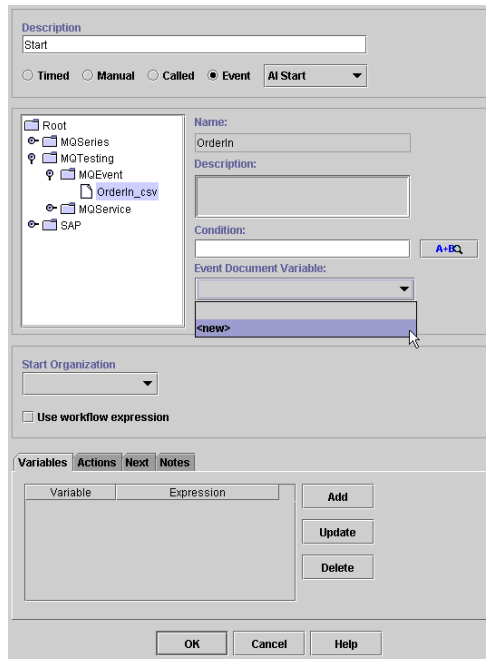 Description
Start
Timed Manual Called Event AI Start
Root
MQSeries
MQTesting
MQEvent
OrderIn_csv
MQService
SAP
Name:
OrderIn
Description:
Condition:
A+B
Event Document Variable:
<new>
Start Organization
Use workflow expression
Variables Actions Next Notes
Variable Expression
Add
Update
Delete
OK Cancel Help